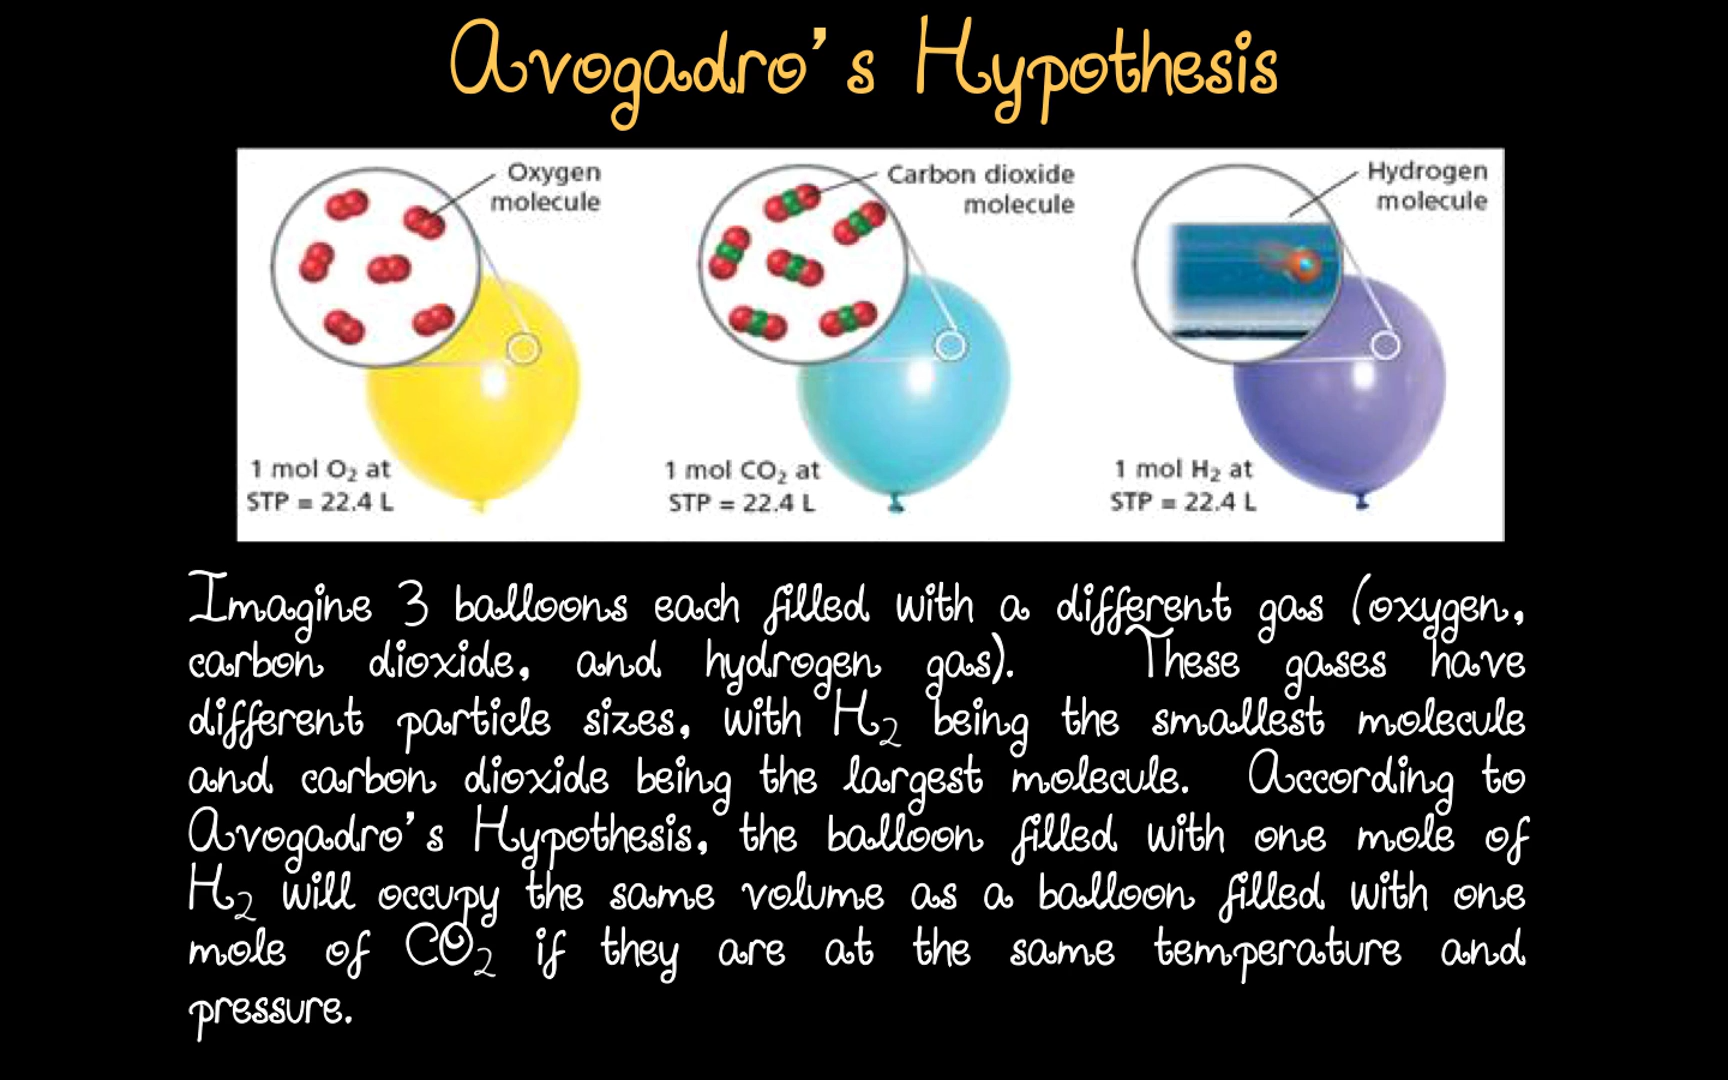 Avogadro's Hypothesis
Oxygen
molecule
Carbon dioxide
molecule
Hydrogen
molecule
1 mol O₂ at
STP = 22.4 L
1 mol CO₂ at
STP = 22.4 L
1 mol H₂ at
STP = 22.4 L
Imagine 3 balloons each filled with a different gas (oxygen,
carbon dioxide, and hydrogen gas). These gases have
different particle sizes, with H₂ being the smallest molecule
and carbon dioxide being the largest molecule. According to
Avogadro's Hypothesis, the balloon filled with one mole of
H₂ will occupy the same volume as a balloon filled with one
mole of CO₂ if they are at the same temperature and
pressure.